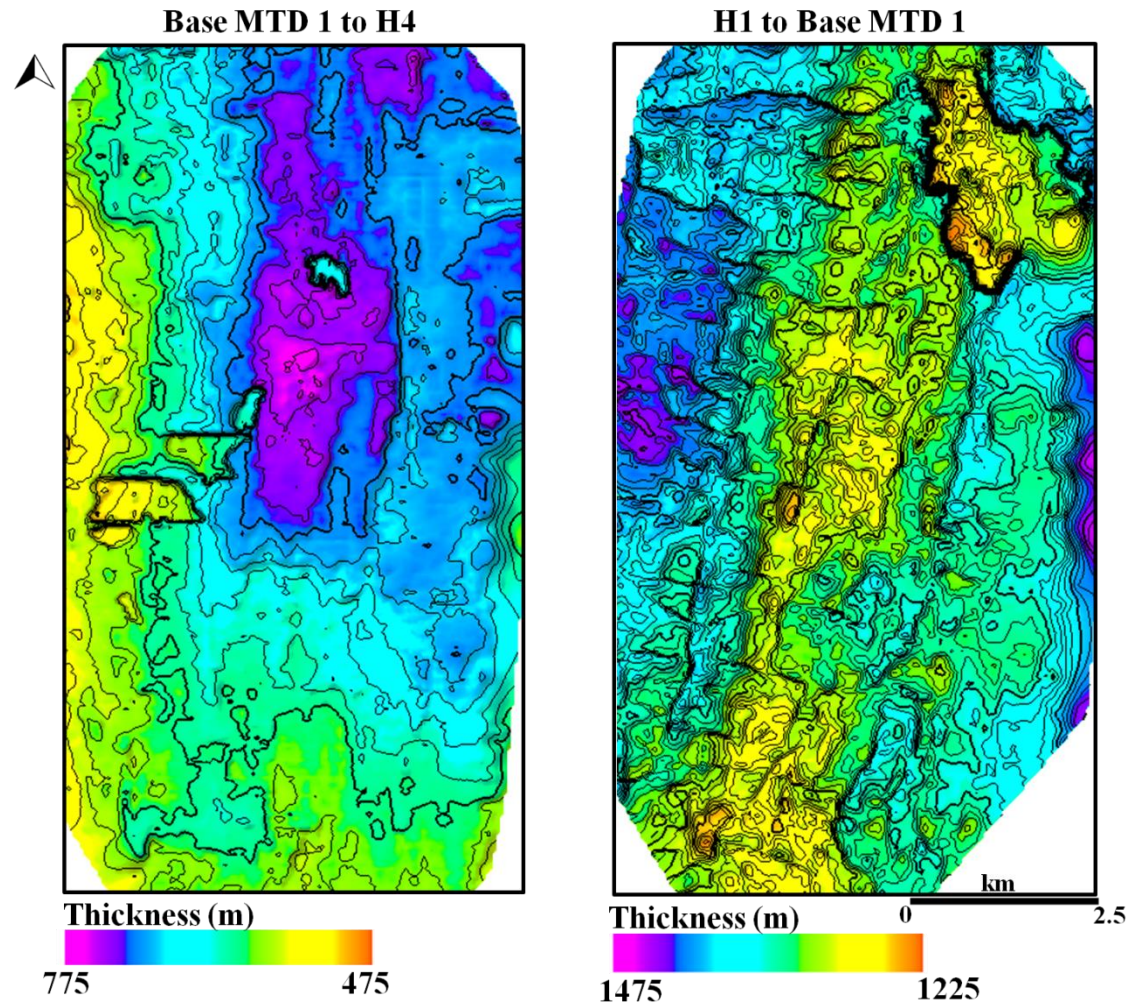 Base MTD 1 to H4
H1 to Base MTD 1
km
0 2.5
Thickness (m)
775 475
Thickness (m)
1475 1225